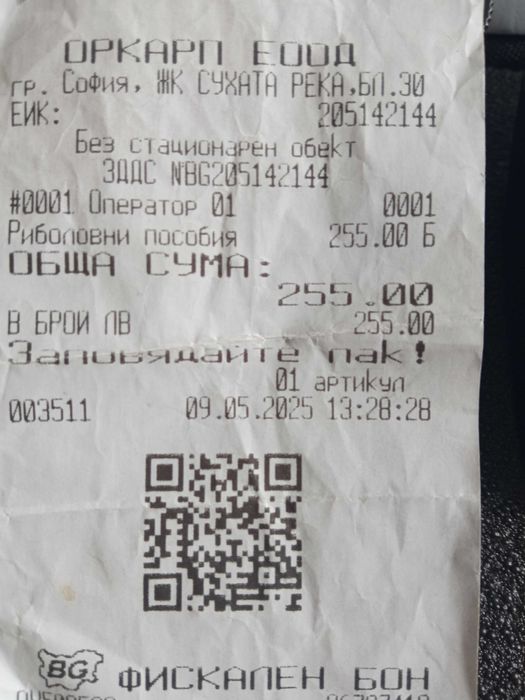 ОРКАРП ЕООД
гр. София, ЖК СУХАТА РЕКА,БЛ.30
ЕИК: 205142144
Без стационарен обект
ЗДДС №BG205142144
#0001 Оператор 01 0001
Риболовни пособия 255.00 Б
ОБЩА СУМА:
255.00
В БРОЙ ЛВ 255.00
Заповядайте пак!
01 артикул
003511 09.05.2025 13:28:28
BG ФИСКАЛЕН БОН